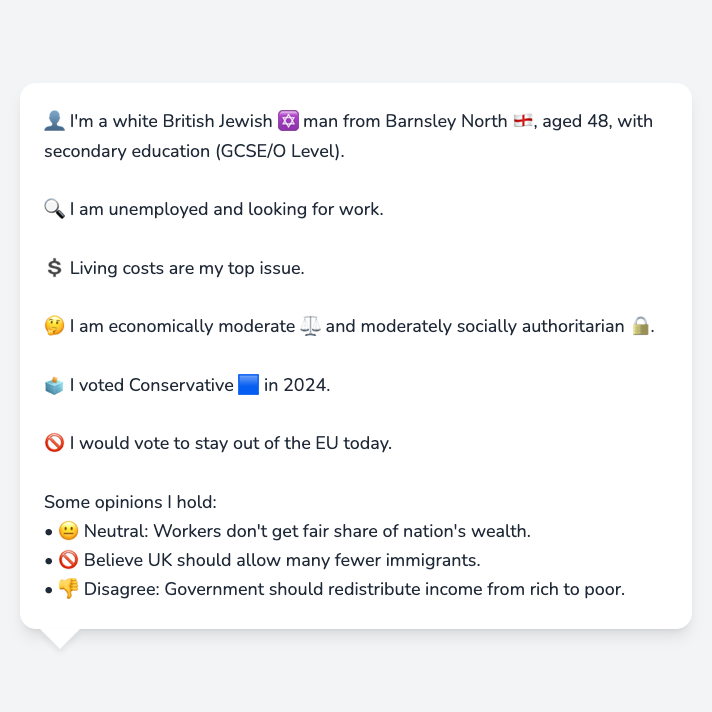 👤 I'm a white British Jewish 🔯 man from Barnsley North 🏴󠁧󠁢󠁥󠁮󠁧󠁿, aged 48, with
secondary education (GCSE/O Level).
🔍 I am unemployed and looking for work.
💲 Living costs are my top issue.
🤔 I am economically moderate ⚖️ and moderately socially authoritarian 🔒.
🗳️ I voted Conservative 🟦 in 2024.
🚫 I would vote to stay out of the EU today.
Some opinions I hold:
• 😐 Neutral: Workers don't get fair share of nation's wealth.
• 🚫 Believe UK should allow many fewer immigrants.
• 👎 Disagree: Government should redistribute income from rich to poor.